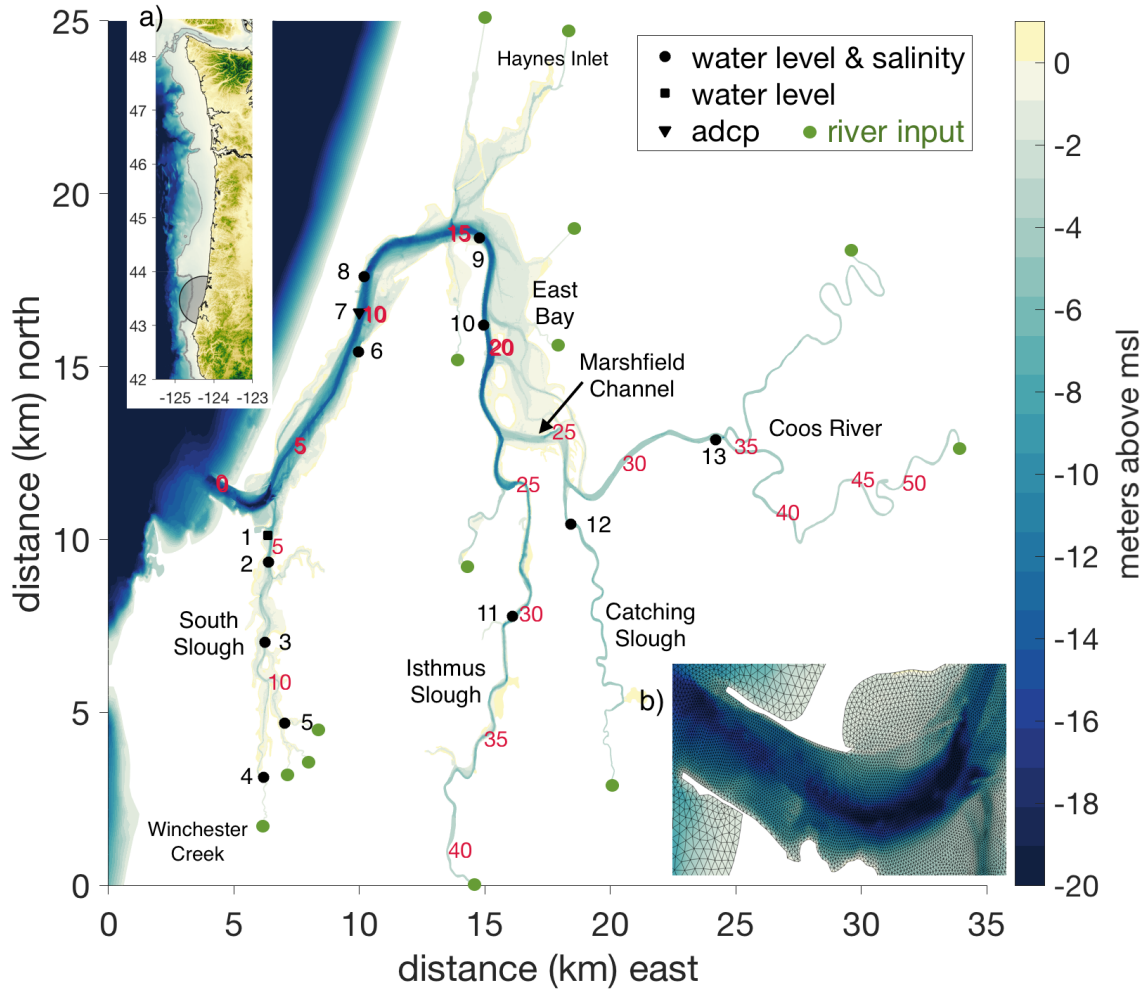 25
20
15
10
5
0
0
5
10
15
20
25
30
35
distance (km) north
distance (km) east
a)
48
47
46
45
44
43
42
-125
-124
-123
Haynes Inlet
water level & salinity
water level
adcp
river input
0
-2
-4
-6
-8
-10
-12
-14
-16
-18
-20
meters above msl
15
9
8
7
10
6
10
20
East
Bay
Marshfield
Channel
25
5
0
Coos River
30
13
35
45
50
40
25
1
5
2
12
South
Slough
3
10
5
4
Winchester
Creek
11
30
Isthmus
Slough
35
40
Catching
Slough
b)